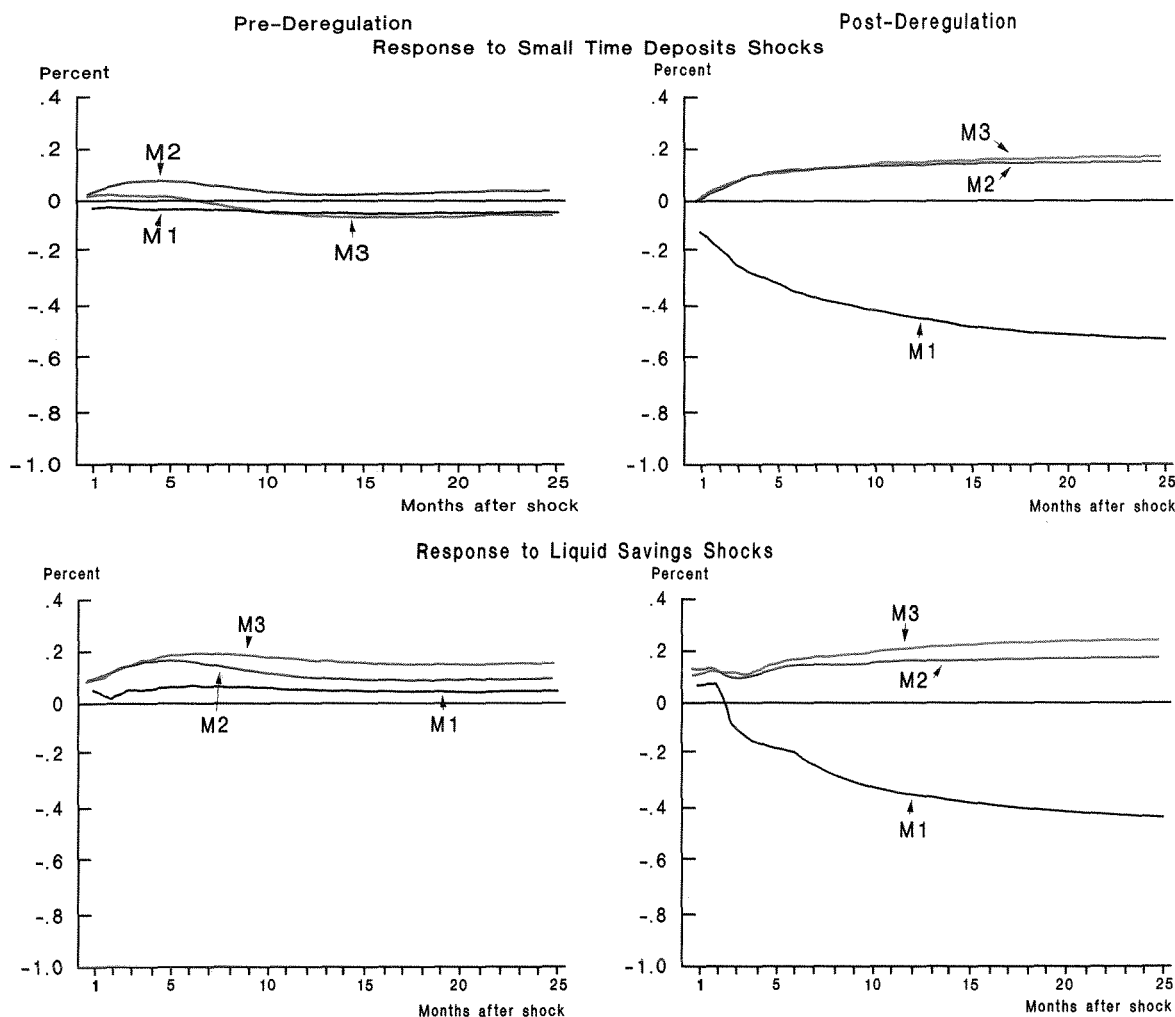 Pre-Deregulation
Post-Deregulation
Response to Small Time Deposits Shocks
Percent
.4
.2
0
-.2
-.4
-.6
-.8
-1.0
M2
M1
M3
1 5 10 15 20 25
Months after shock
Percent
.4
.2
0
-.2
-.4
-.6
-.8
-1.0
M3
M2
M1
1 5 10 15 20 25
Months after shock
Response to Liquid Savings Shocks
Percent
.4
.2
0
-.2
-.4
-.6
-.8
-1.0
M3
M2
M1
1 5 10 15 20 25
Months after shock
Percent
.4
.2
0
-.2
-.4
-.6
-.8
-1.0
M3
M2
M1
1 5 10 15 20 25
Months after shock